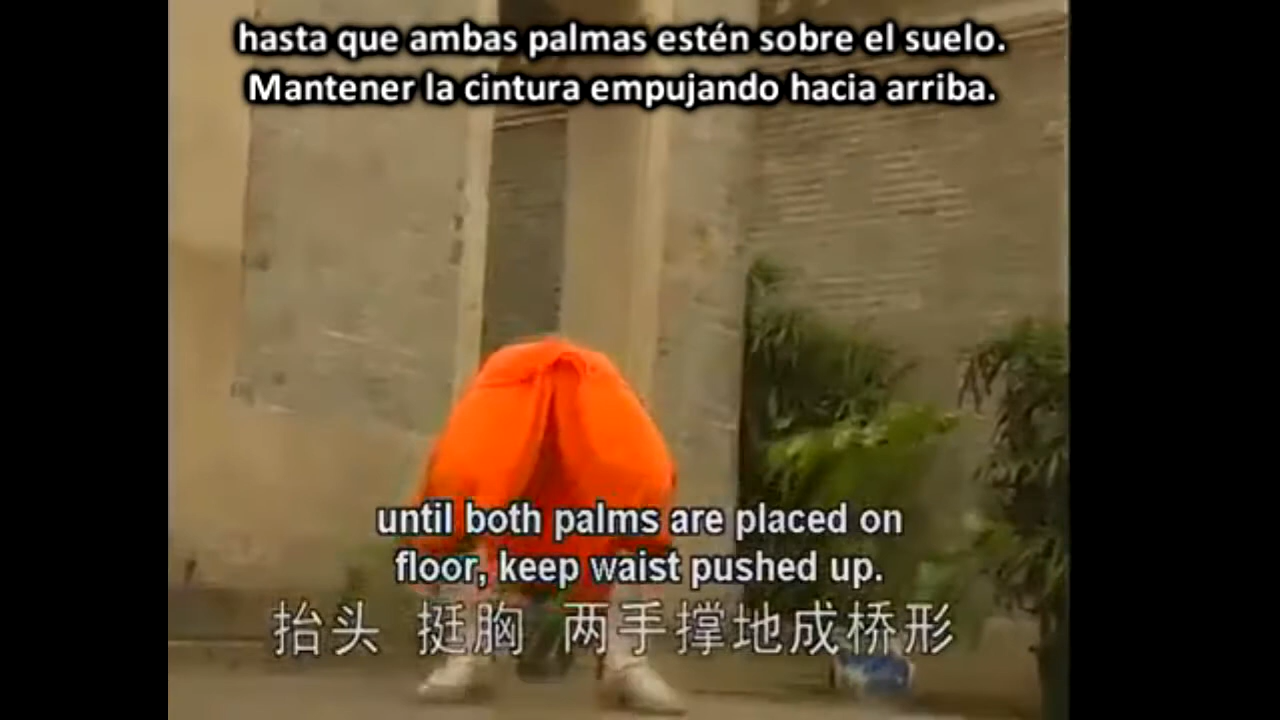 hasta que ambas palmas estén sobre el suelo.
Mantener la cintura empujando hacia arriba.
until both palms are placed on
floor, keep waist pushed up.
抬头 挺胸 两手撑地成桥形